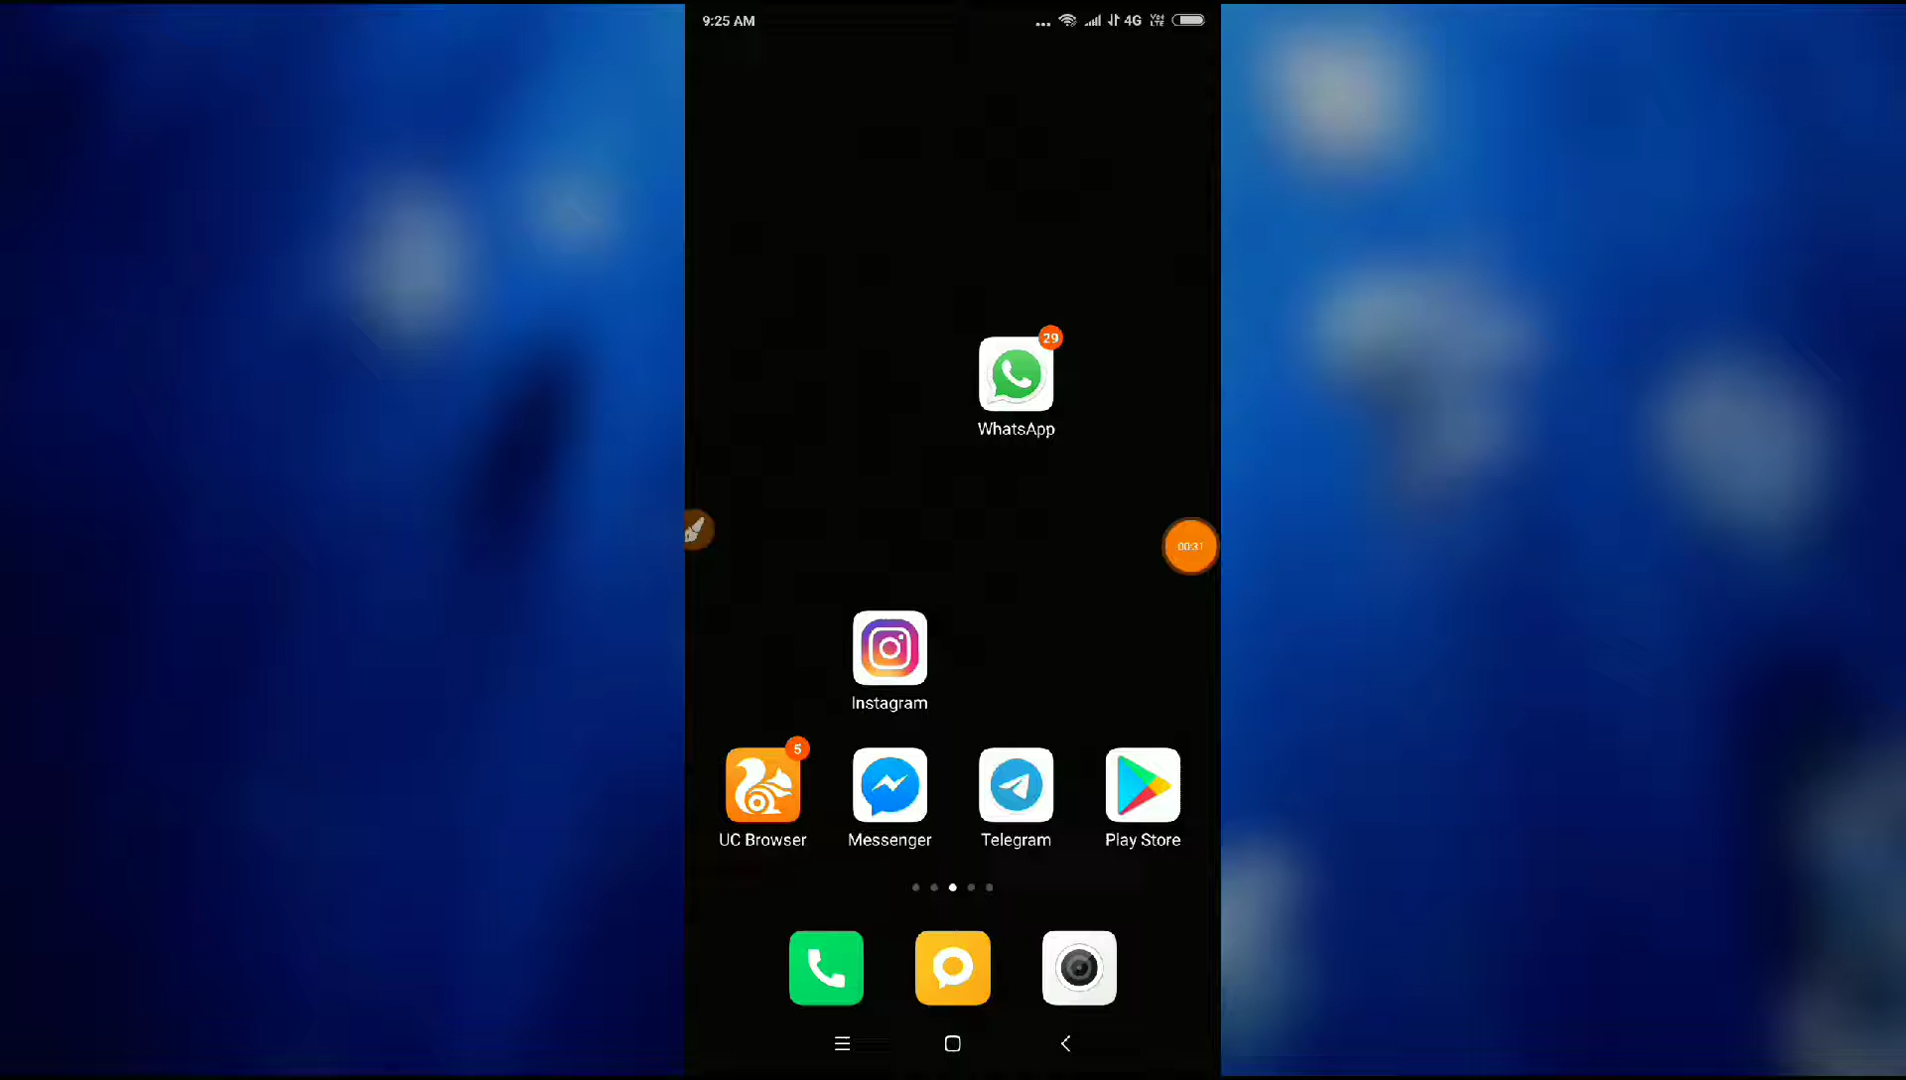 9:25 AM
4G
29
WhatsApp
00:31
Instagram
5
UC Browser
Messenger
Telegram
Play Store